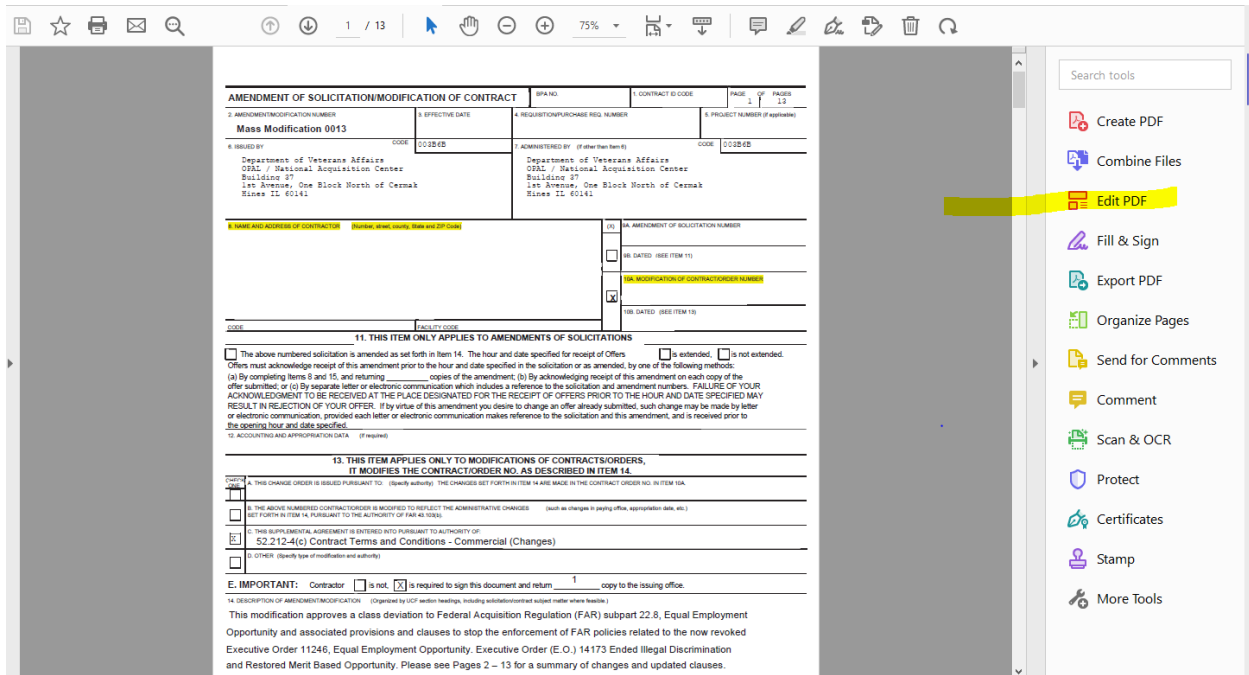 1 / 13
75%
AMENDMENT OF SOLICITATION/MODIFICATION OF CONTRACT
BPA NO.
1. CONTRACT ID CODE
PAGE OF PAGES
1 13
2. AMENDMENT/MODIFICATION NUMBER
3. EFFECTIVE DATE
4. REQUISITION/PURCHASE REQ. NUMBER
5. PROJECT NUMBER (if applicable)
Mass Modification 0013
6. ISSUED BY
CODE
003B6B
7. ADMINISTERED BY (If other than Item 6)
CODE
003B6B
Department of Veterans Affairs
OPAL / National Acquisition Center
Building 37
1st Avenue, One Block North of Cermak
Hines IL 60141
Department of Veterans Affairs
OPAL / National Acquisition Center
Building 37
1st Avenue, One Block North of Cermak
Hines IL 60141
8. NAME AND ADDRESS OF CONTRACTOR (Number, street, county, State and ZIP Code)
(X)
9A. AMENDMENT OF SOLICITATION NUMBER
9B. DATED (SEE ITEM 11)
10A. MODIFICATION OF CONTRACT/ORDER NUMBER
X
10B. DATED (SEE ITEM 13)
CODE
FACILITY CODE
11. THIS ITEM ONLY APPLIES TO AMENDMENTS OF SOLICITATIONS
The above numbered solicitation is amended as set forth in Item 14. The hour and date specified for receipt of Offers is extended, is not extended.
Offers must acknowledge receipt of this amendment prior to the hour and date specified in the solicitation or as amended, by one of the following methods:
(a) By completing Items 8 and 15, and returning ________ copies of the amendment; (b) By acknowledging receipt of this amendment on each copy of the
offer submitted; or (c) By separate letter or electronic communication which includes a reference to the solicitation and amendment numbers. FAILURE OF YOUR
ACKNOWLEDGMENT TO BE RECEIVED AT THE PLACE DESIGNATED FOR THE RECEIPT OF OFFERS PRIOR TO THE HOUR AND DATE SPECIFIED MAY
RESULT IN REJECTION OF YOUR OFFER. If by virtue of this amendment you desire to change an offer already submitted, such change may be made by letter
or electronic communication, provided each letter or electronic communication makes reference to the solicitation and this amendment, and is received prior to
the opening hour and date specified.
12. ACCOUNTING AND APPROPRIATION DATA (If required)
13. THIS ITEM APPLIES ONLY TO MODIFICATIONS OF CONTRACTS/ORDERS,
IT MODIFIES THE CONTRACT/ORDER NO. AS DESCRIBED IN ITEM 14.
CHECK
ONE
A. THIS CHANGE ORDER IS ISSUED PURSUANT TO: (Specify authority) THE CHANGES SET FORTH IN ITEM 14 ARE MADE IN THE CONTRACT ORDER NO. IN ITEM 10A.
B. THE ABOVE NUMBERED CONTRACT/ORDER IS MODIFIED TO REFLECT THE ADMINISTRATIVE CHANGES (such as changes in paying office, appropriation date, etc.)
SET FORTH IN ITEM 14, PURSUANT TO THE AUTHORITY OF FAR 43.103(b).
C. THIS SUPPLEMENTAL AGREEMENT IS ENTERED INTO PURSUANT TO AUTHORITY OF:
X 52.212-4(c) Contract Terms and Conditions - Commercial (Changes)
D. OTHER (Specify type of modification and authority)
E. IMPORTANT: Contractor is not, X is required to sign this document and return 1 copy to the issuing office.
14. DESCRIPTION OF AMENDMENT/MODIFICATION (Organized by UCF section headings, including solicitation/contract subject matter where feasible.)
This modification approves a class deviation to Federal Acquisition Regulation (FAR) subpart 22.8, Equal Employment
Opportunity and associated provisions and clauses to stop the enforcement of FAR policies related to the now revoked
Executive Order 11246, Equal Employment Opportunity. Executive Order (E.O.) 14173 Ended Illegal Discrimination
and Restored Merit Based Opportunity. Please see Pages 2 – 13 for a summary of changes and updated clauses.
Search tools
Create PDF
Combine Files
Edit PDF
Fill & Sign
Export PDF
Organize Pages
Send for Comments
Comment
Scan & OCR
Protect
Certificates
Stamp
More Tools